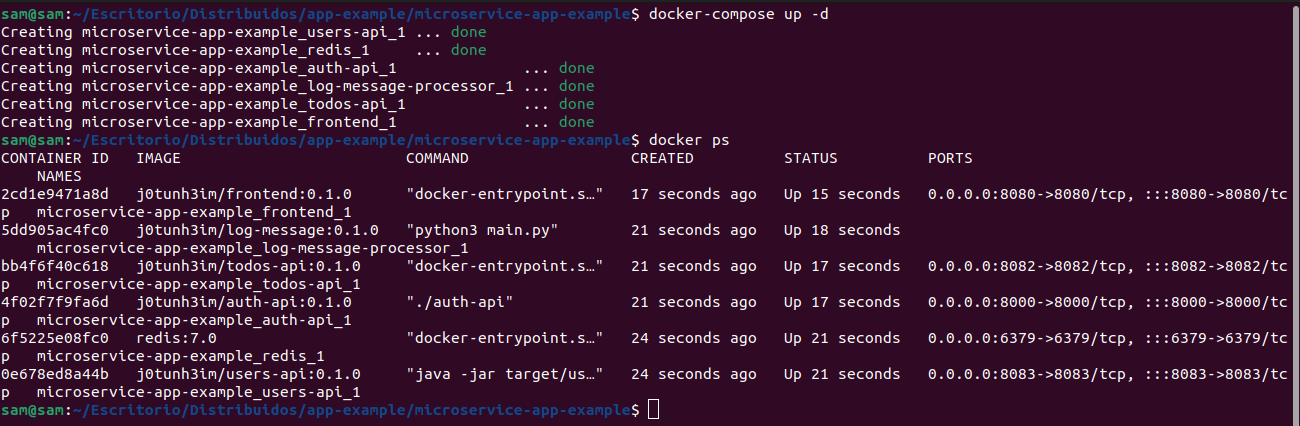 sam@sam:~/Escritorio/Distribuidos/app-example/microservice-app-example$ docker-compose up -d
Creating microservice-app-example_users-api_1 ... done
Creating microservice-app-example_redis_1     ... done
Creating microservice-app-example_auth-api_1              ... done
Creating microservice-app-example_log-message-processor_1 ... done
Creating microservice-app-example_todos-api_1             ... done
Creating microservice-app-example_frontend_1              ... done
sam@sam:~/Escritorio/Distribuidos/app-example/microservice-app-example$ docker ps
CONTAINER ID   IMAGE                         COMMAND                  CREATED          STATUS          PORTS
    NAMES
2cd1e9471a8d   j0tunh3im/frontend:0.1.0      "docker-entrypoint.s…"   17 seconds ago   Up 15 seconds   0.0.0.0:8080->8080/tcp, :::8080->8080/tc
p   microservice-app-example_frontend_1
5dd905ac4fc0   j0tunh3im/log-message:0.1.0   "python3 main.py"        21 seconds ago   Up 18 seconds
    microservice-app-example_log-message-processor_1
bb4f6f40c618   j0tunh3im/todos-api:0.1.0     "docker-entrypoint.s…"   21 seconds ago   Up 17 seconds   0.0.0.0:8082->8082/tcp, :::8082->8082/tc
p   microservice-app-example_todos-api_1
4f02f7f9fa6d   j0tunh3im/auth-api:0.1.0      "./auth-api"             21 seconds ago   Up 17 seconds   0.0.0.0:8000->8000/tcp, :::8000->8000/tc
p   microservice-app-example_auth-api_1
6f5225e08fc0   redis:7.0                     "docker-entrypoint.s…"   24 seconds ago   Up 21 seconds   0.0.0.0:6379->6379/tcp, :::6379->6379/tc
p   microservice-app-example_redis_1
0e678ed8a44b   j0tunh3im/users-api:0.1.0     "java -jar target/us…"   24 seconds ago   Up 21 seconds   0.0.0.0:8083->8083/tcp, :::8083->8083/tc
p   microservice-app-example_users-api_1
sam@sam:~/Escritorio/Distribuidos/app-example/microservice-app-example$